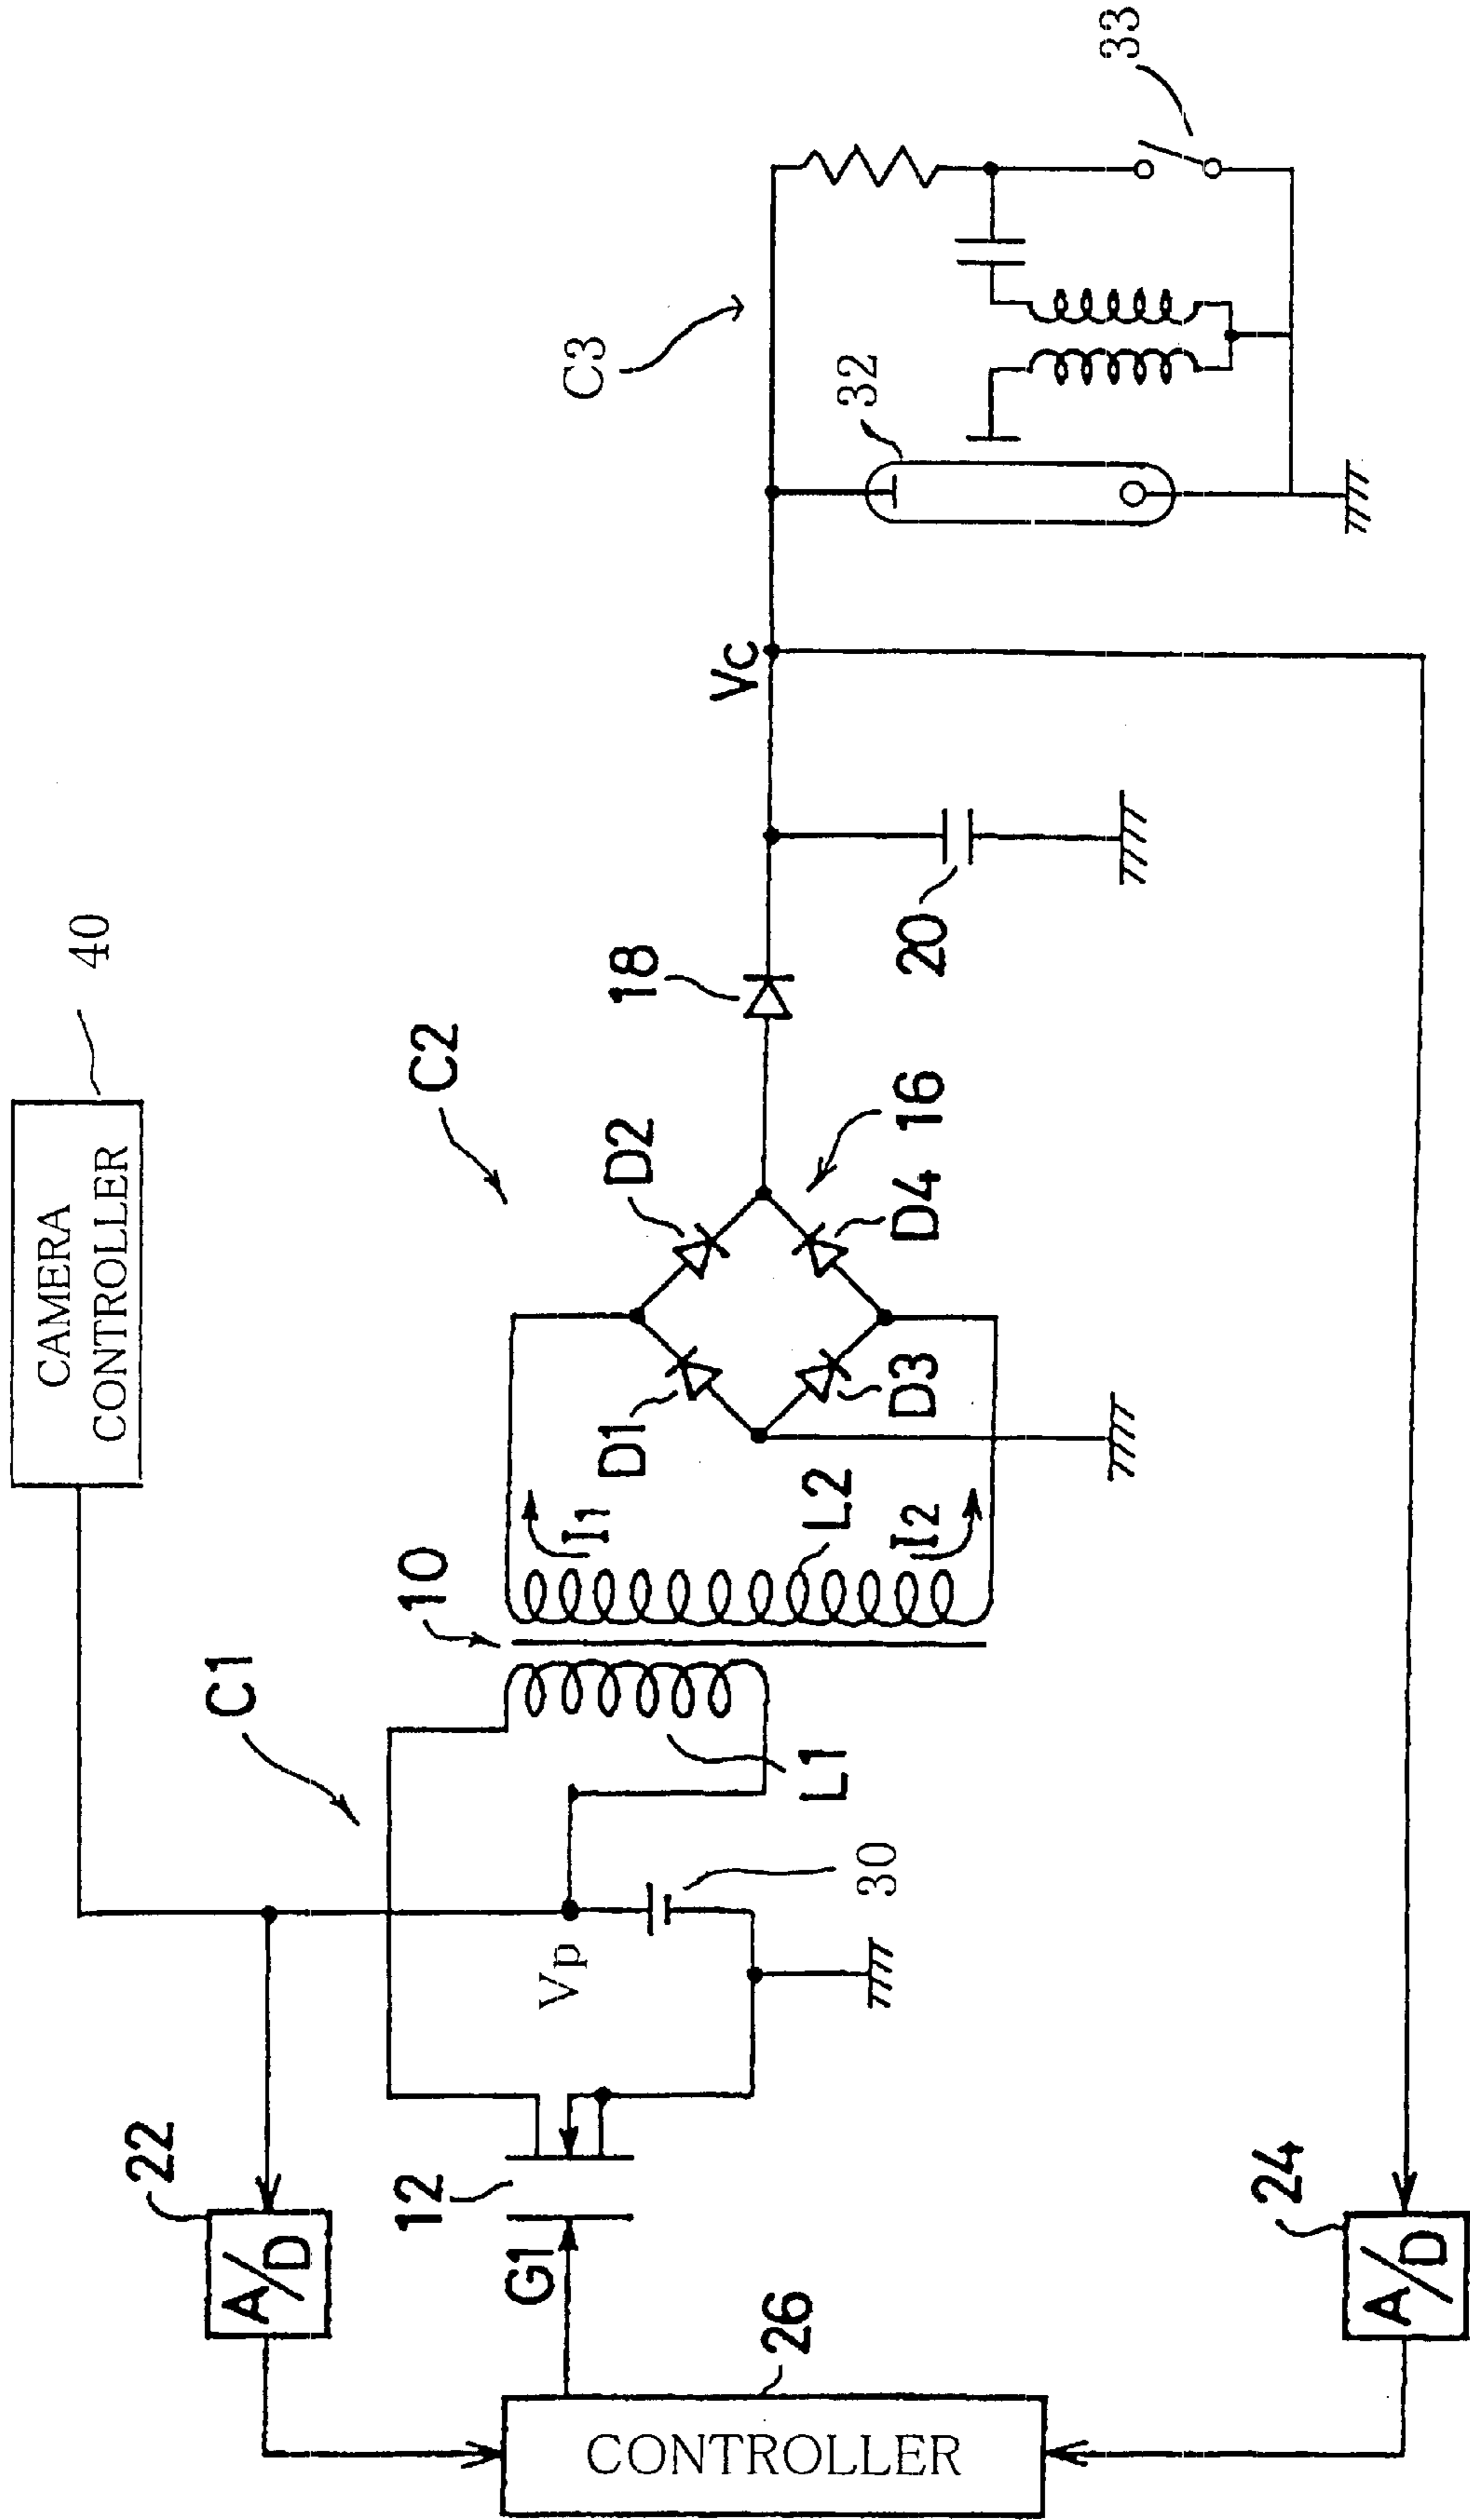 CAMERA
CONTROLLER
40
C1
10
C2
C3
33
22
A/D
12
G1
Vp
30
L1
I1
L2
I2
D1
D2
D3
D4
16
18
20
VC
32
26
CONTROLLER
24
A/D